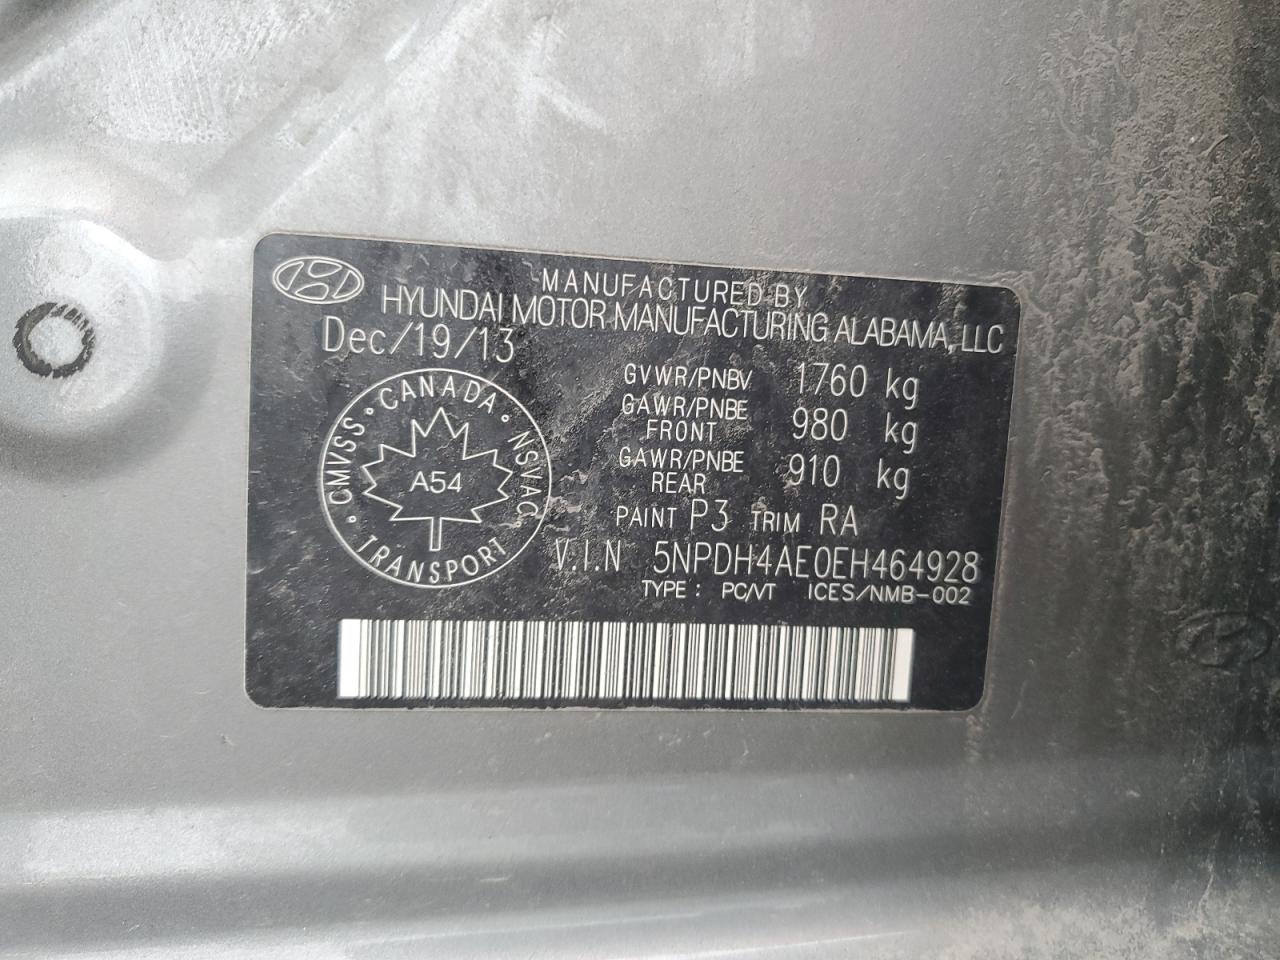 MANUFACTURED BY
HYUNDAI MOTOR MANUFACTURING ALABAMA, LLC
Dec/19/13
GVWR/PNBV 1760 kg
GAWR/PNBE FRONT 980 kg
GAWR/PNBE REAR 910 kg
PAINT P3 TRIM RA
V.I.N 5NPDH4AE0EH464928
TYPE : PC/VT ICES/NMB-002
CMVSS · CANADA · NSVAC · TRANSPORT ·
A54